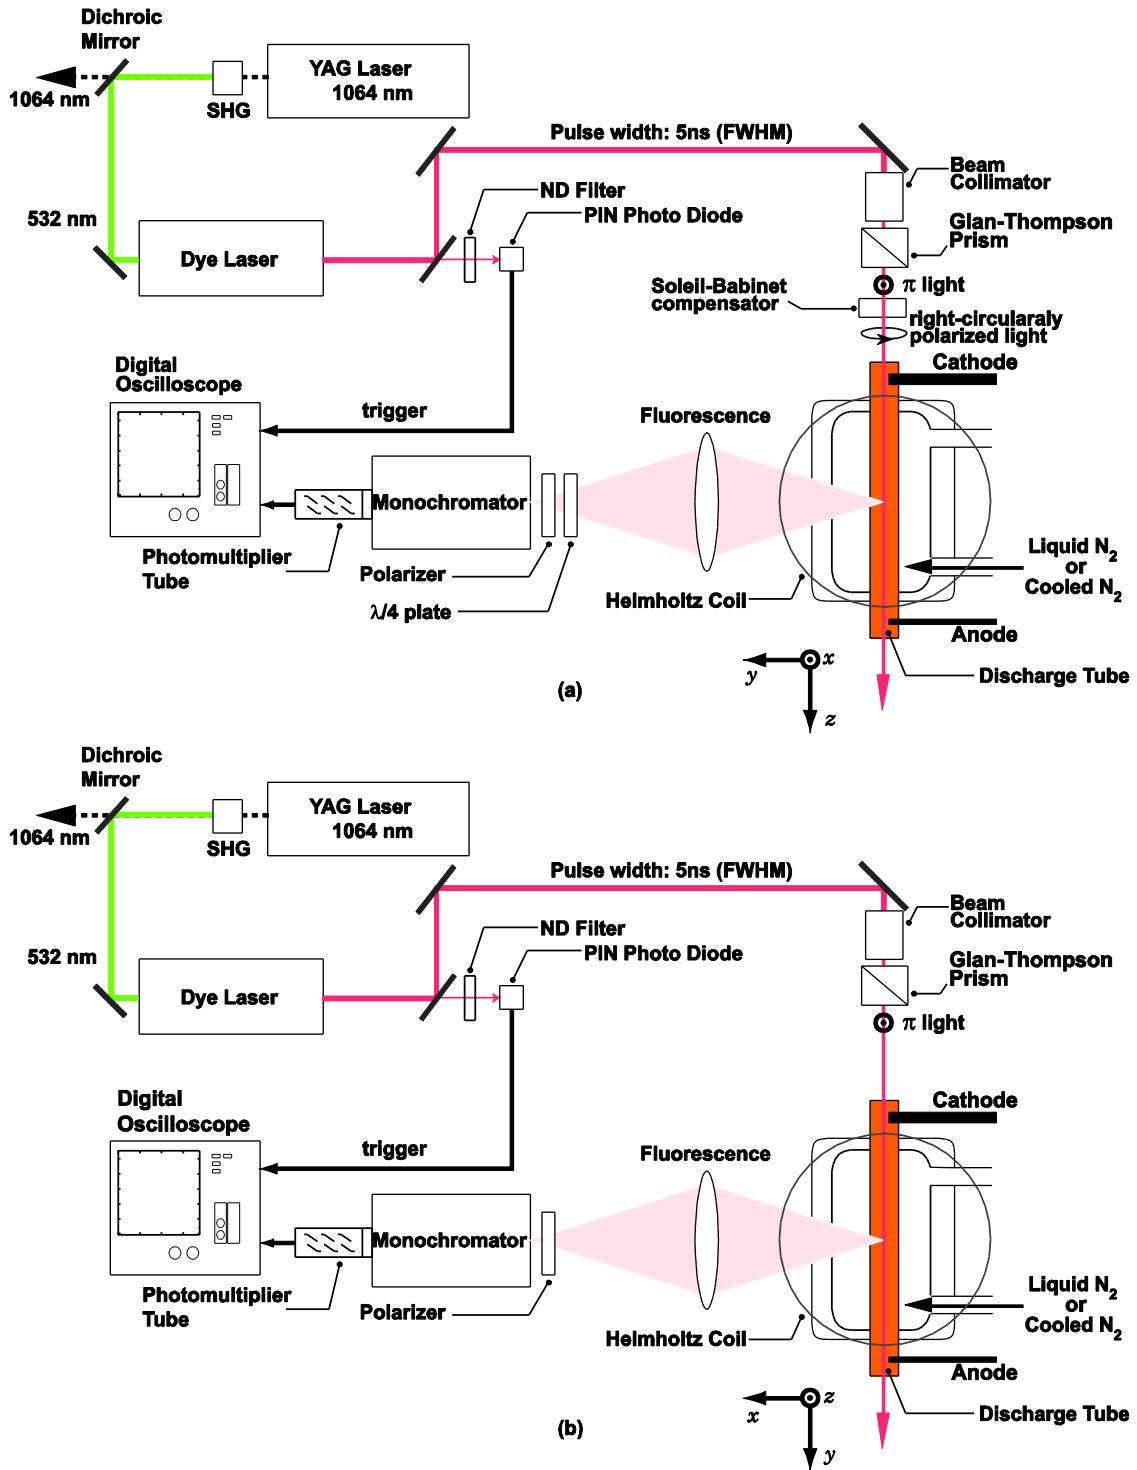 Dichroic
Mirror
YAG Laser
1064 nm
1064 nm
SHG
Pulse width: 5ns (FWHM)
Beam
Collimator
ND Filter
PIN Photo Diode
532 nm
Dye Laser
Glan-Thompson
Prism
π light
Soleil-Babinet
compensator
right-circularaly
polarized light
Digital
Oscilloscope
Cathode
trigger
Fluorescence
Monochromator
Photomultiplier
Tube
Polarizer
λ/4 plate
Helmholtz Coil
Liquid N2
or
Cooled N2
Anode
Discharge Tube
x
y
z
(a)
Dichroic
Mirror
YAG Laser
1064 nm
1064 nm
SHG
Pulse width: 5ns (FWHM)
Beam
Collimator
ND Filter
PIN Photo Diode
532 nm
Dye Laser
Glan-Thompson
Prism
π light
Digital
Oscilloscope
Cathode
trigger
Fluorescence
Monochromator
Photomultiplier
Tube
Polarizer
Helmholtz Coil
Liquid N2
or
Cooled N2
Anode
Discharge Tube
z
x
y
(b)